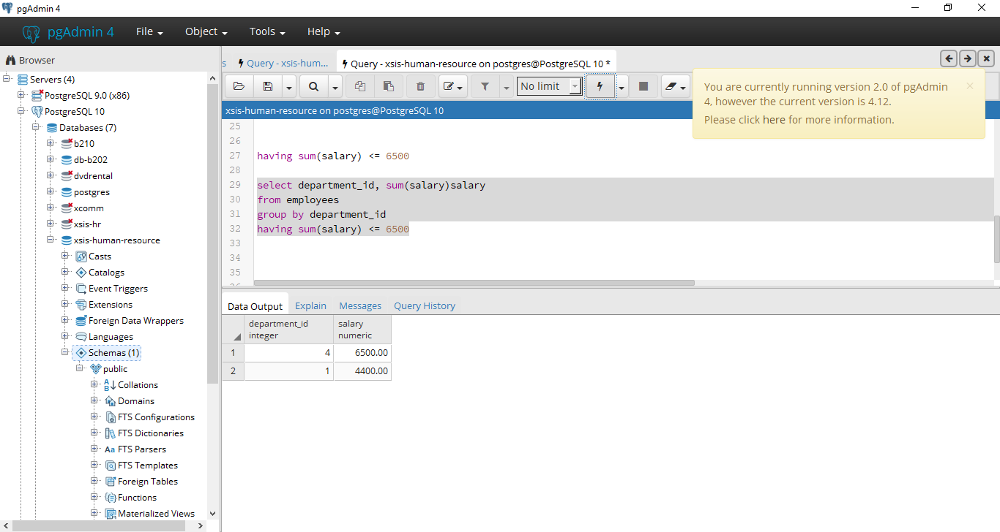 pgAdmin 4
pgAdmin 4 File Object Tools Help
Browser
Servers (4)
PostgreSQL 9.0 (x86)
PostgreSQL 10
Databases (7)
b210
db-b202
dvdrental
postgres
xcomm
xsis-hr
xsis-human-resource
Casts
Catalogs
Event Triggers
Extensions
Foreign Data Wrappers
Languages
Schemas (1)
public
Collations
Domains
FTS Configurations
FTS Dictionaries
FTS Parsers
FTS Templates
Foreign Tables
Functions
Materialized Views
s Query - xsis-hum... Query - xsis-human-resource on postgres@PostgreSQL 10 *
No limit
You are currently running version 2.0 of pgAdmin
4, however the current version is 4.12.
Please click here for more information.
xsis-human-resource on postgres@PostgreSQL 10
25
26
27 having sum(salary) <= 6500
28
29 select department_id, sum(salary)salary
30 from employees
31 group by department_id
32 having sum(salary) <= 6500
33
34
35
Data Output Explain Messages Query History
department_id salary
integer numeric
1 4 6500.00
2 1 4400.00